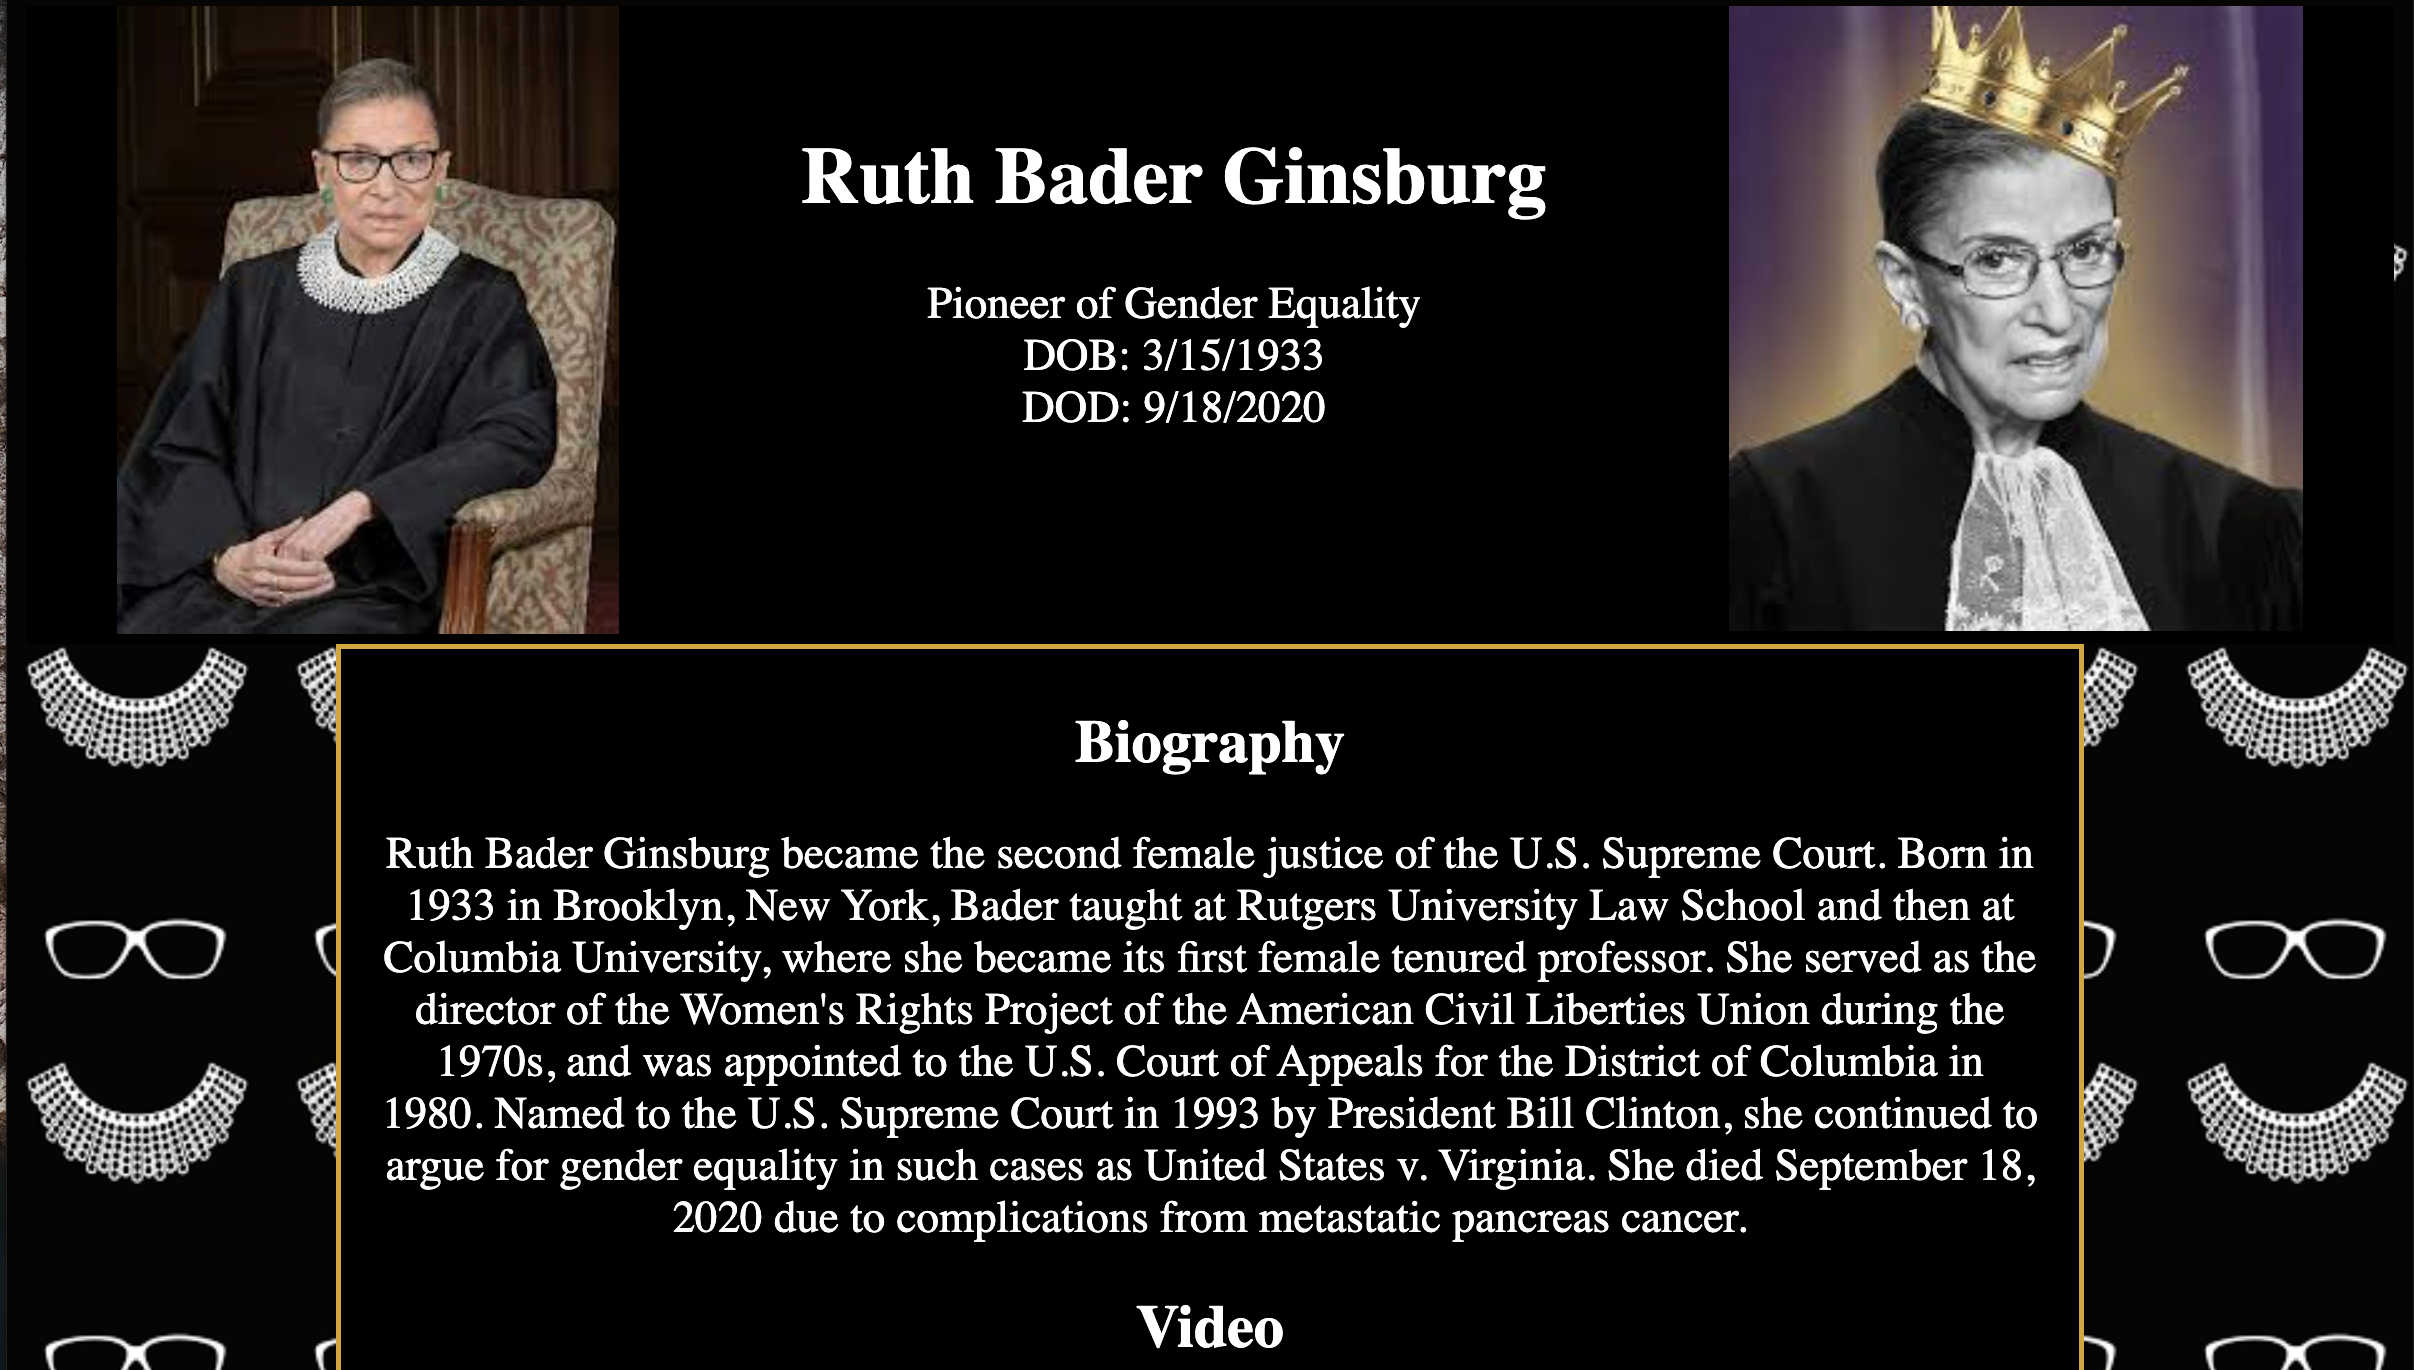 Ruth Bader Ginsburg
Pioneer of Gender Equality
DOB: 3/15/1933
DOD: 9/18/2020
Biography
Ruth Bader Ginsburg became the second female justice of the U.S. Supreme Court. Born in
1933 in Brooklyn, New York, Bader taught at Rutgers University Law School and then at
Columbia University, where she became its first female tenured professor. She served as the
director of the Women's Rights Project of the American Civil Liberties Union during the
1970s, and was appointed to the U.S. Court of Appeals for the District of Columbia in
1980. Named to the U.S. Supreme Court in 1993 by President Bill Clinton, she continued to
argue for gender equality in such cases as United States v. Virginia. She died September 18,
2020 due to complications from metastatic pancreas cancer.
Video